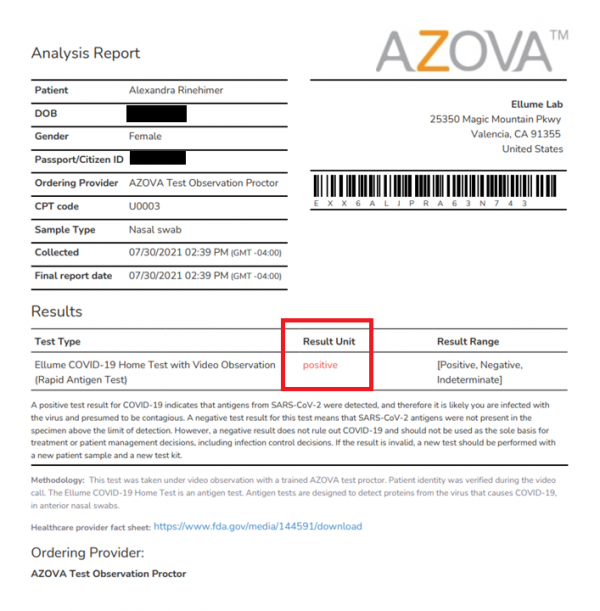 AZOVA™
Analysis Report
Patient Alexandra Rinehimer
DOB
Gender Female
Passport/Citizen ID
Ordering Provider AZOVA Test Observation Proctor
CPT code U0003
Sample Type Nasal swab
Collected 07/30/2021 02:39 PM (GMT -04:00)
Final report date 07/30/2021 02:39 PM (GMT -04:00)
Ellume Lab
25350 Magic Mountain Pkwy
Valencia, CA 91355
United States
EXX6ALJPRA63N743
Results
Test Type Result Unit Result Range
Ellume COVID-19 Home Test with Video Observation positive [Positive, Negative,
(Rapid Antigen Test) Indeterminate]
A positive test result for COVID-19 indicates that antigens from SARS-CoV-2 were detected, and therefore it is likely you are infected with
the virus and presumed to be contagious. A negative test result for this test means that SARS-CoV-2 antigens were not present in the
specimen above the limit of detection. However, a negative result does not rule out COVID-19 and should not be used as the sole basis for
treatment or patient management decisions, including infection control decisions. If the result is invalid, a new test should be performed with
a new patient sample and a new test kit.
Methodology: This test was taken under video observation with a trained AZOVA test proctor. Patient identity was verified during the video
call. The Ellume COVID-19 Home Test is an antigen test. Antigen tests are designed to detect proteins from the virus that causes COVID-19,
in anterior nasal swabs.
Healthcare provider fact sheet: https://www.fda.gov/media/144591/download
Ordering Provider:
AZOVA Test Observation Proctor